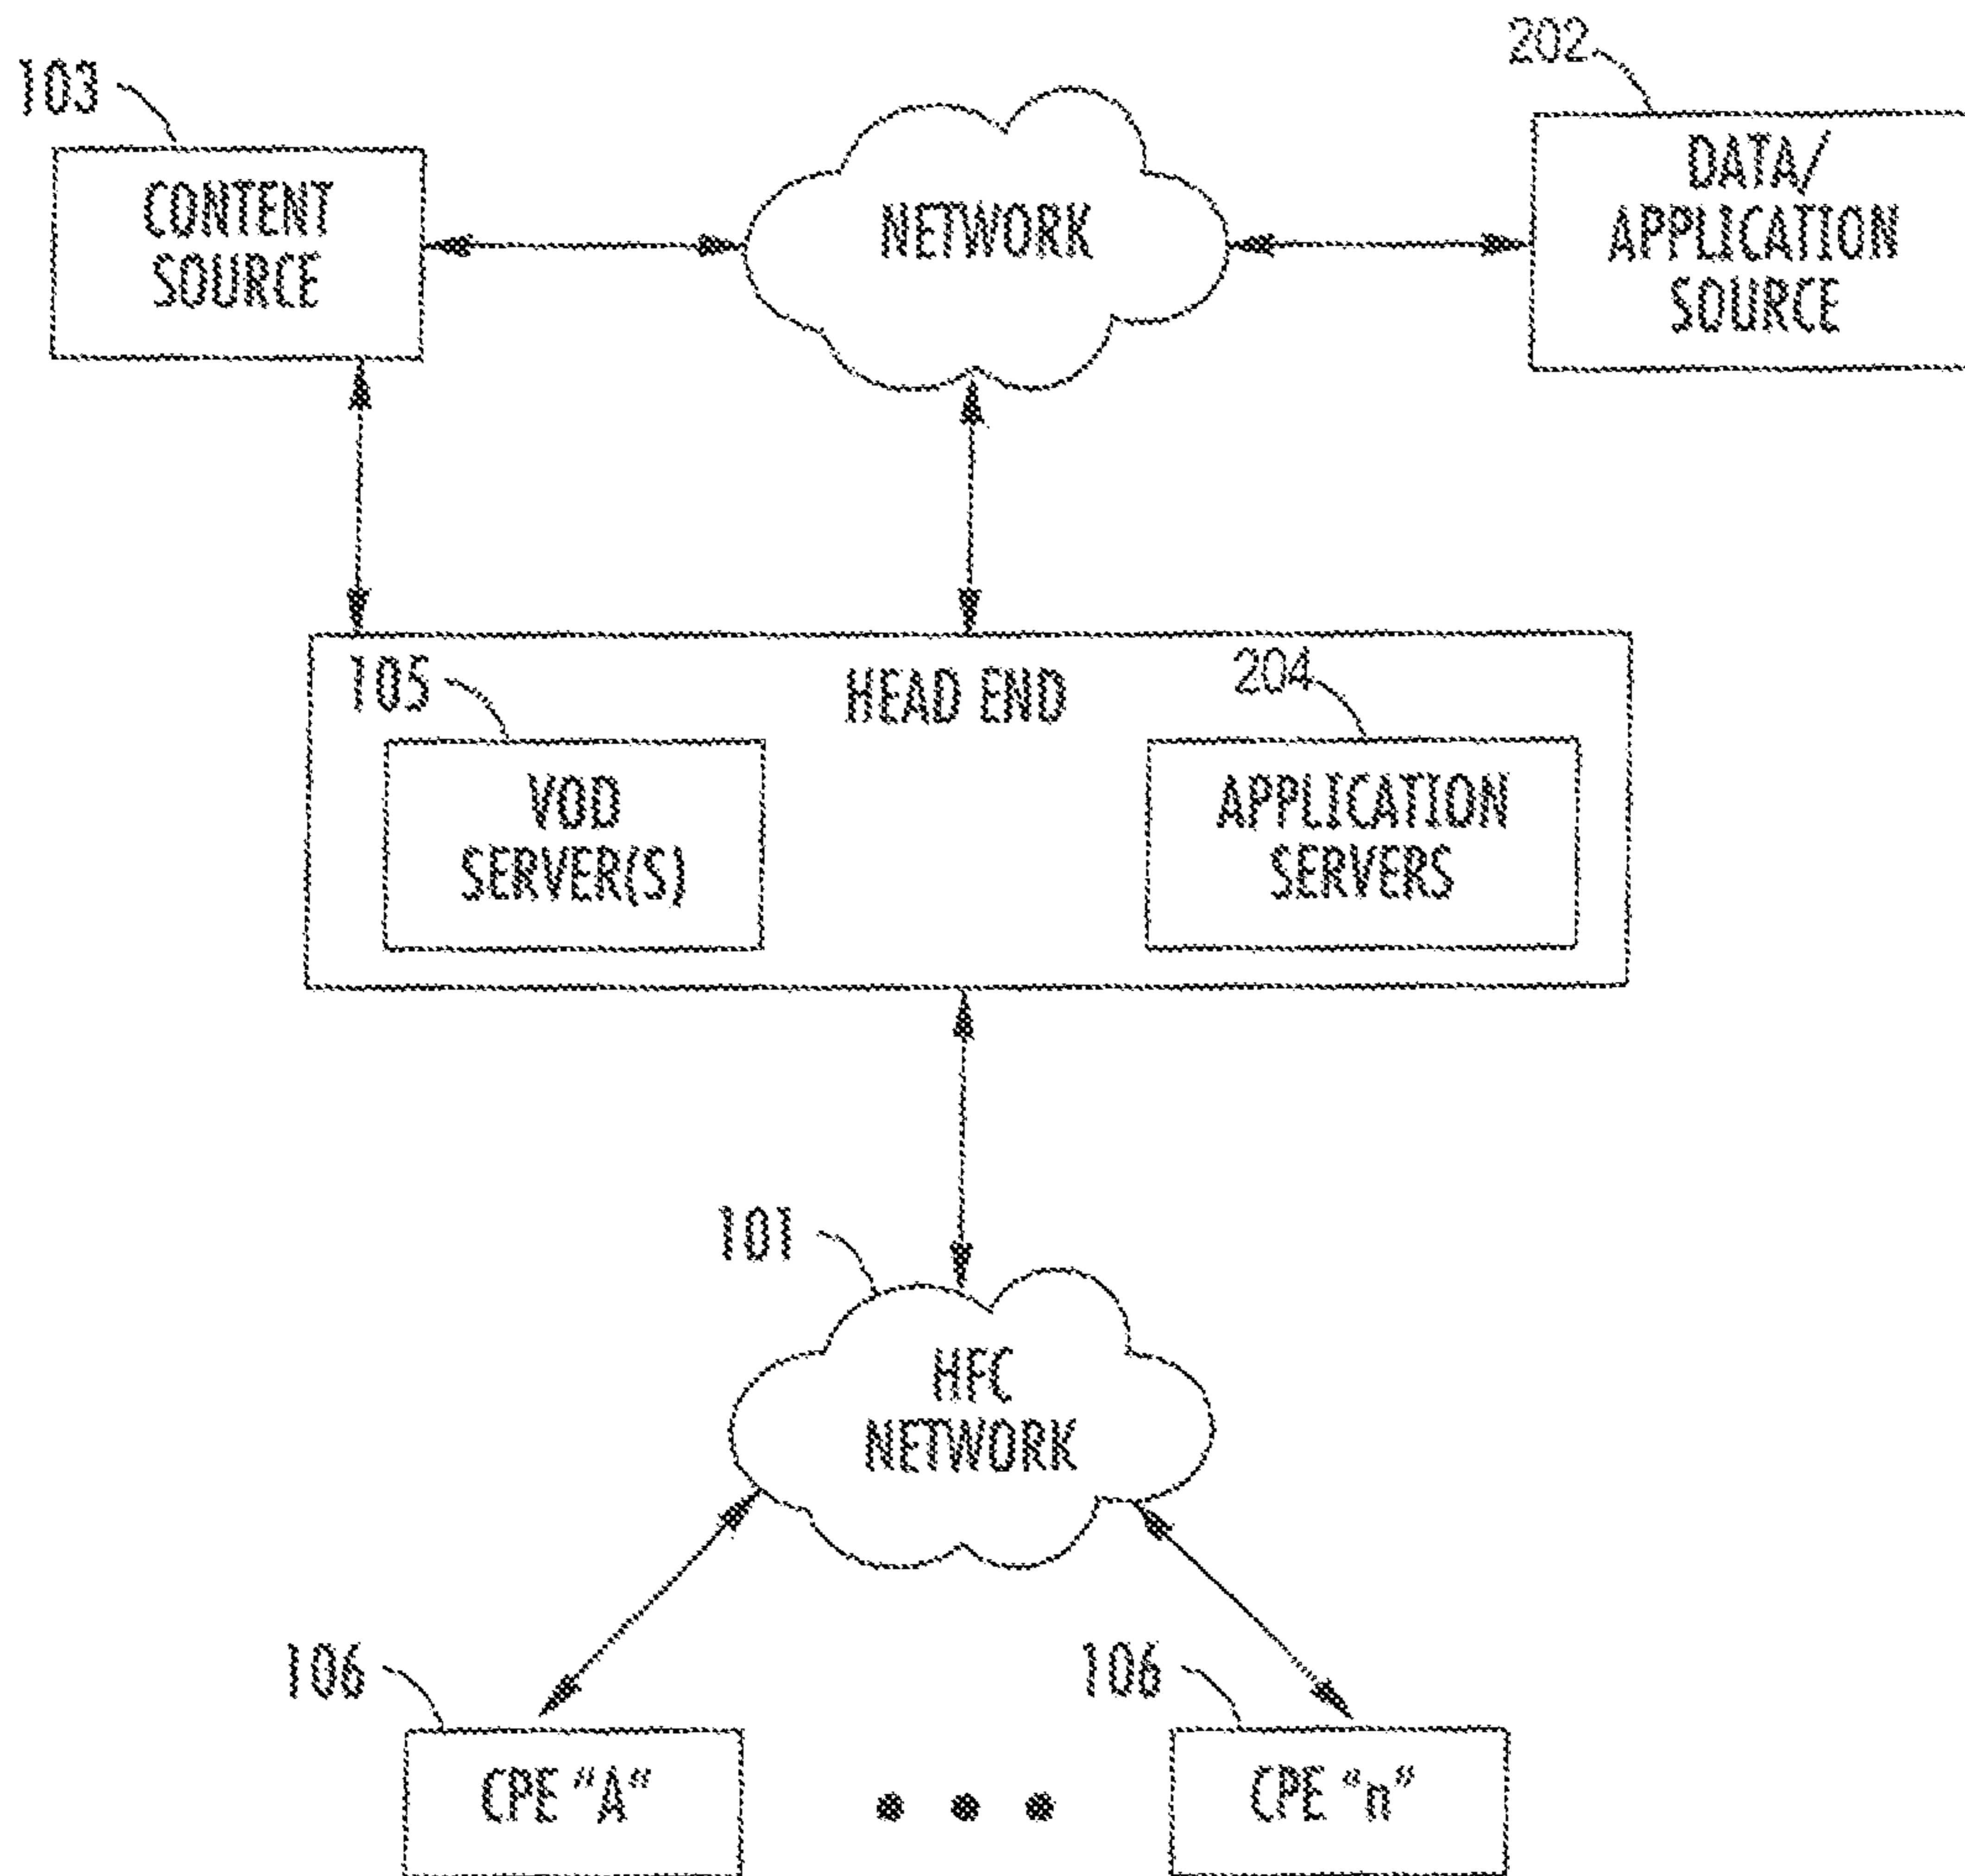 103
202
CONTENT
SOURCE
NETWORK
DATA/
APPLICATION
SOURCE
105
HEAD END
204
VOD
SERVER(S)
APPLICATION
SERVERS
101
HFC
NETWORK
106
106
CPE "A"
CPE "n"